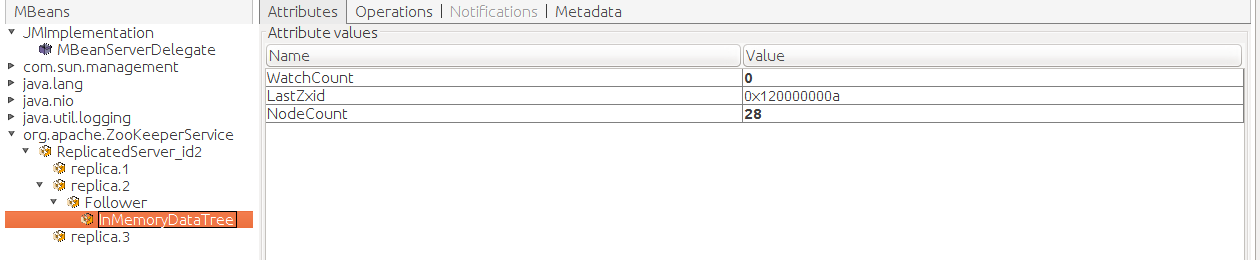 MBeans
JMImplementation
MBeanServerDelegate
com.sun.management
java.lang
java.nio
java.util.logging
org.apache.ZooKeeperService
ReplicatedServer_id2
replica.1
replica.2
Follower
InMemoryDataTree
replica.3
Attributes Operations Notifications Metadata
Attribute values
Name Value
WatchCount 0
LastZxid 0x120000000a
NodeCount 28